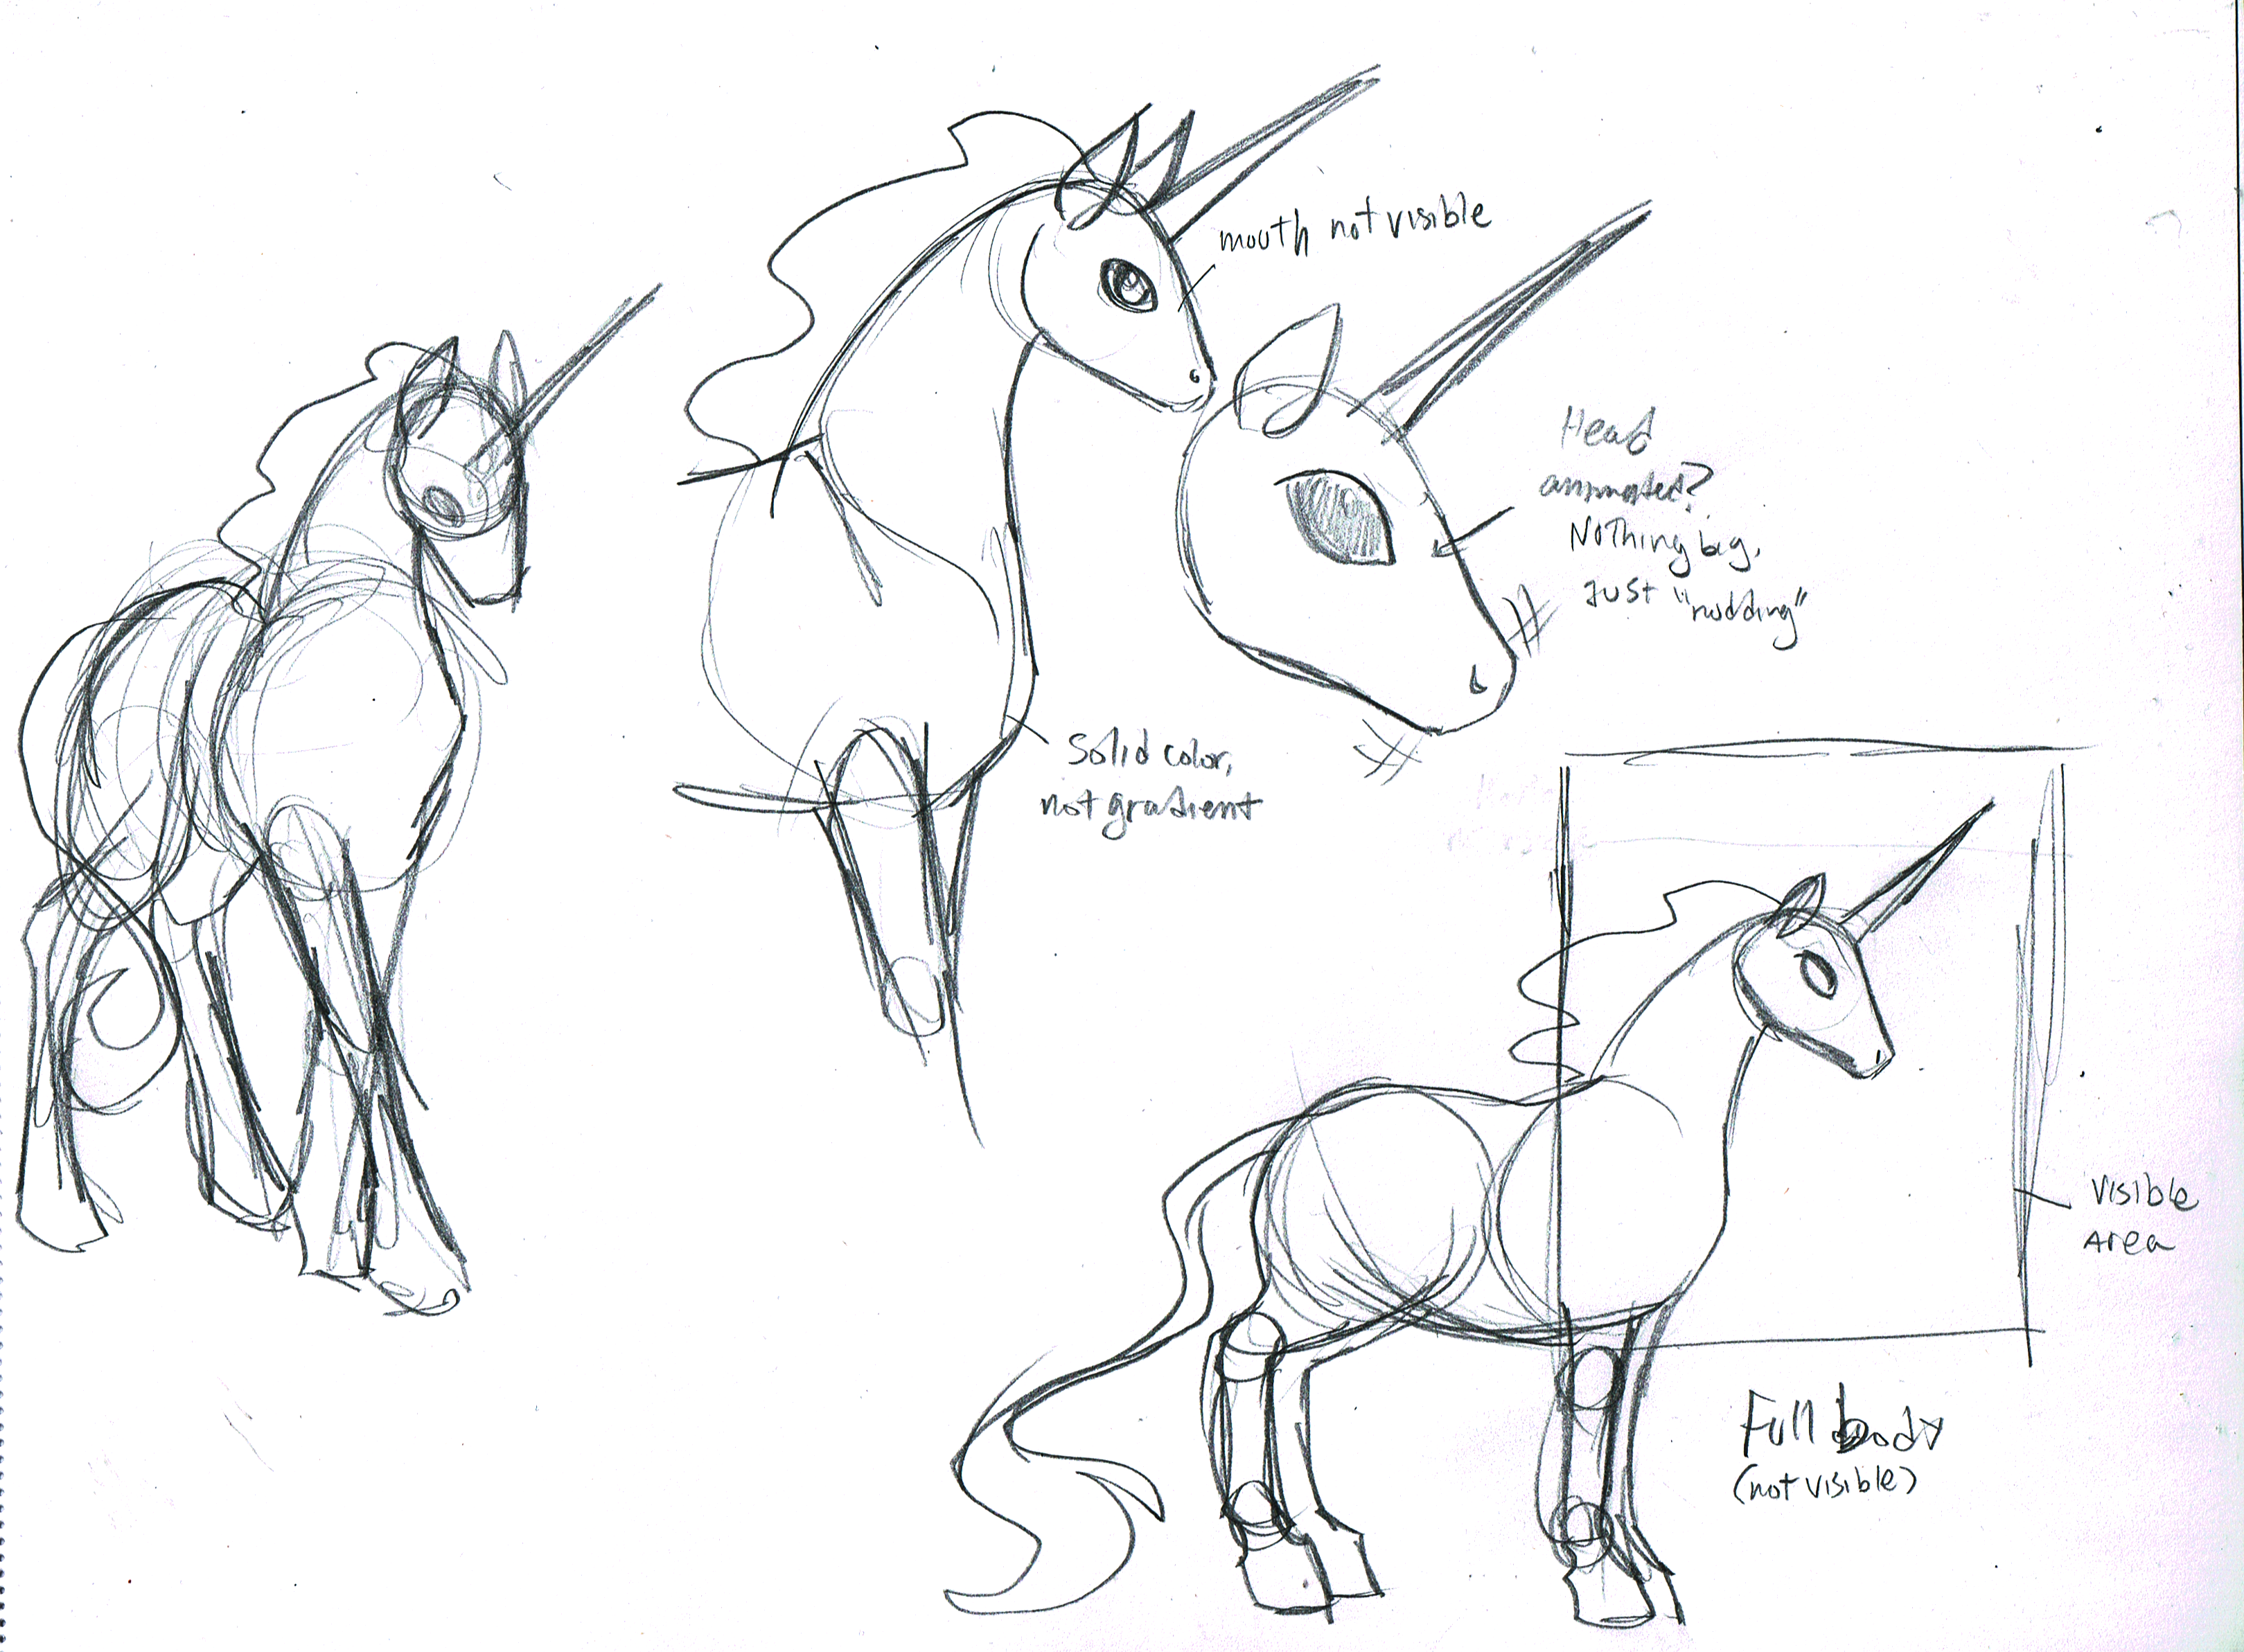 mouth not visible
Head
animated?
Nothing big,
Just "nodding"
Solid color,
not gradient
visible
area
Full body
(not visible)